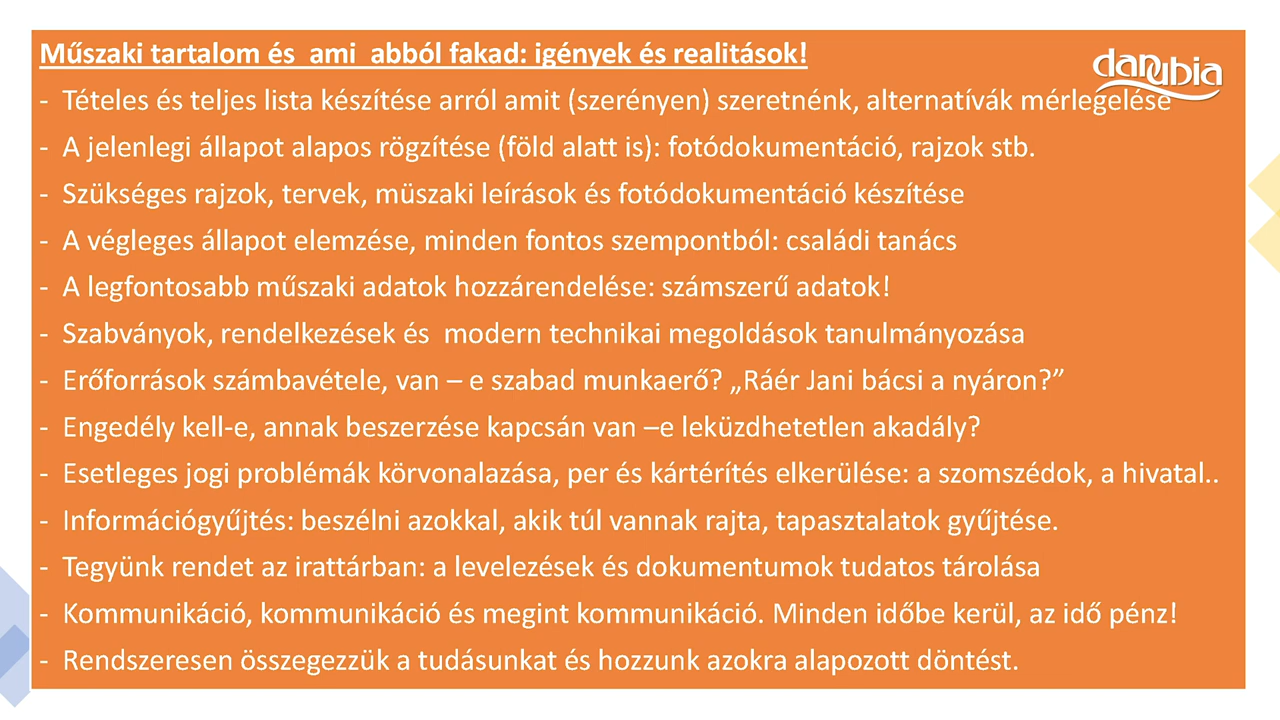 Műszaki tartalom és ami abból fakad: igények és realitások!
danubia
- Tételes és teljes lista készítése arról amit (szerényen) szeretnénk, alternatívák mérlegelése
- A jelenlegi állapot alapos rögzítése (föld alatt is): fotódokumentáció, rajzok stb.
- Szükséges rajzok, tervek, müszaki leírások és fotódokumentáció készítése
- A végleges állapot elemzése, minden fontos szempontból: családi tanács
- A legfontosabb műszaki adatok hozzárendelése: számszerű adatok!
- Szabványok, rendelkezések és modern technikai megoldások tanulmányozása
- Erőforrások számbavétele, van – e szabad munkaerő? „Ráér Jani bácsi a nyáron?”
- Engedély kell-e, annak beszerzése kapcsán van –e leküzdhetetlen akadály?
- Esetleges jogi problémák körvonalazása, per és kártérítés elkerülése: a szomszédok, a hivatal..
- Információgyűjtés: beszélni azokkal, akik túl vannak rajta, tapasztalatok gyűjtése.
- Tegyünk rendet az irattárban: a levelezések és dokumentumok tudatos tárolása
- Kommunikáció, kommunikáció és megint kommunikáció. Minden időbe kerül, az idő pénz!
- Rendszeresen összegezzük a tudásunkat és hozzunk azokra alapozott döntést.